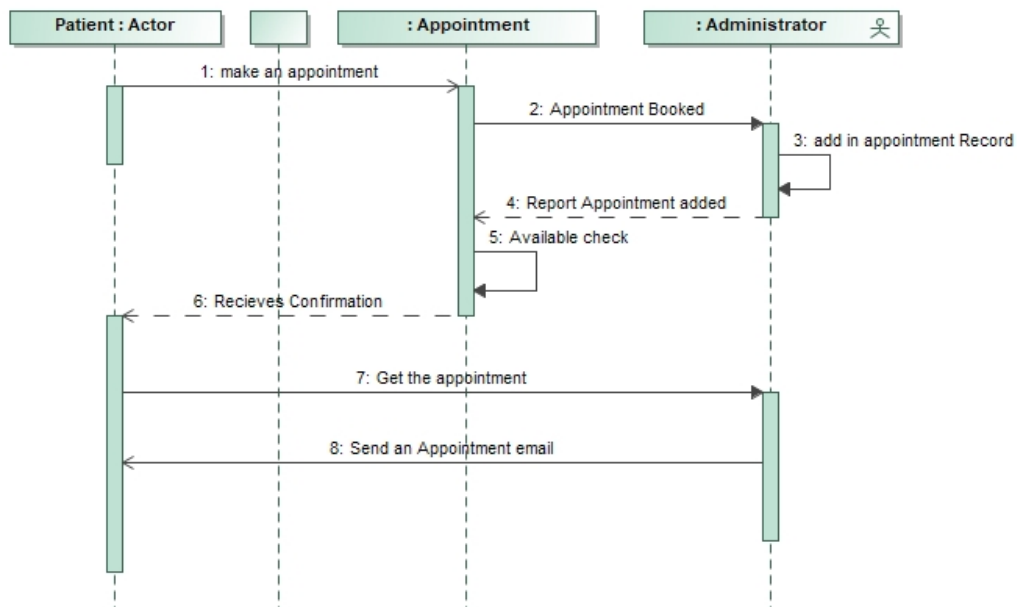 Patient : Actor
: Appointment
: Administrator
1: make an appointment
2: Appointment Booked
3: add in appointment Record
4: Report Appointment added
5: Available check
6: Recieves Confirmation
7: Get the appointment
8: Send an Appointment email